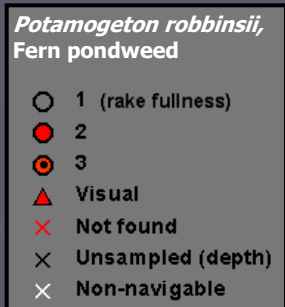 Potamogeton robbinsii,
Fern pondweed
1 (rake fullness)
2
3
Visual
Not found
Unsampled (depth)
Non-navigable